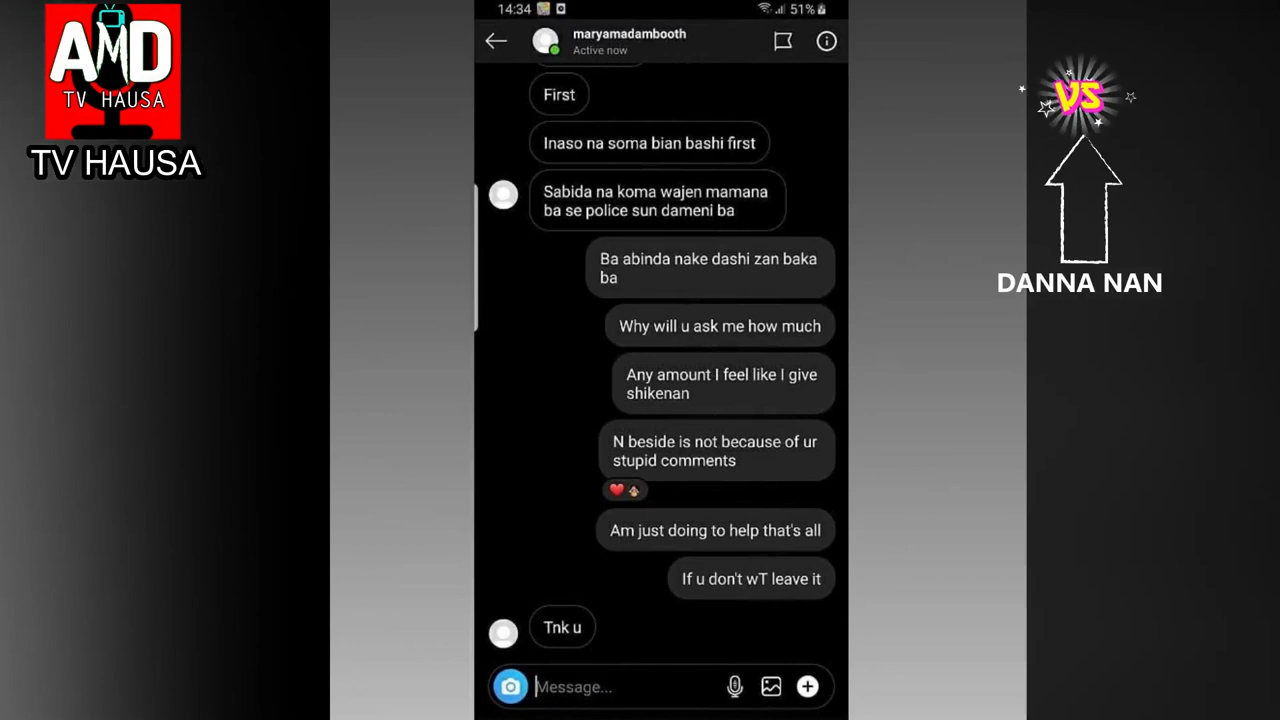 AMD
TV HAUSA
TV HAUSA
14:34
51%
maryamadambooth
Active now
First
Inaso na soma bian bashi first
Sabida na koma wajen mamana
ba se police sun dameni ba
Ba abinda nake dashi zan baka
ba
Why will u ask me how much
Any amount I feel like I give
shikenan
N beside is not because of ur
stupid comments
Am just doing to help that's all
If u don't wT leave it
Tnk u
Message...
VS
DANNA NAN